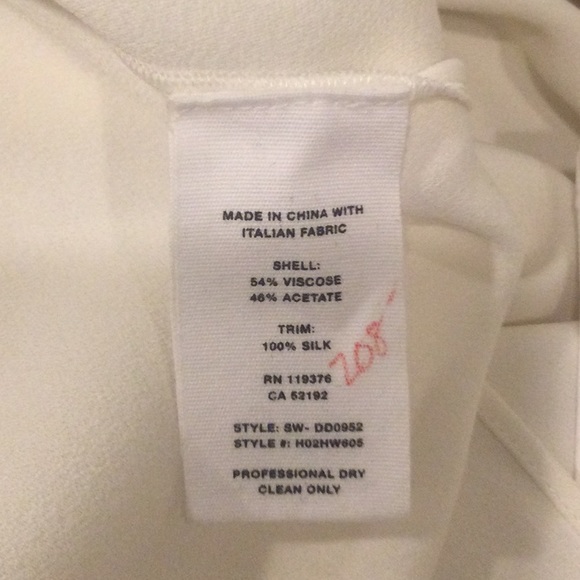 MADE IN CHINA WITH
ITALIAN FABRIC
SHELL:
54% VISCOSE
46% ACETATE
TRIM:
100% SILK
208-
RN 119376
CA 52192
STYLE: SW- DD0952
STYLE #: H02HW605
PROFESSIONAL DRY
CLEAN ONLY